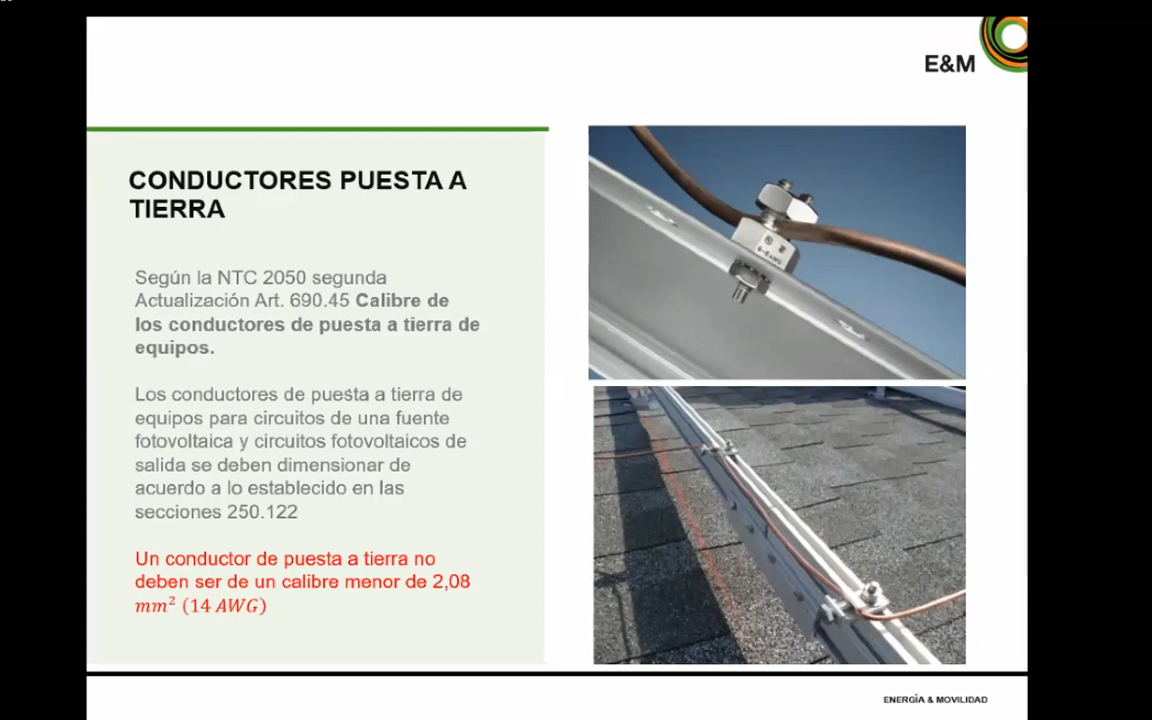 E&M
CONDUCTORES PUESTA A
TIERRA
Según la NTC 2050 segunda
Actualización Art. 690.45 Calibre de
los conductores de puesta a tierra de
equipos.
Los conductores de puesta a tierra de
equipos para circuitos de una fuente
fotovoltaica y circuitos fotovoltaicos de
salida se deben dimensionar de
acuerdo a lo establecido en las
secciones 250.122
Un conductor de puesta a tierra no
deben ser de un calibre menor de 2,08
mm² (14 AWG)
ENERGÍA & MOVILIDAD